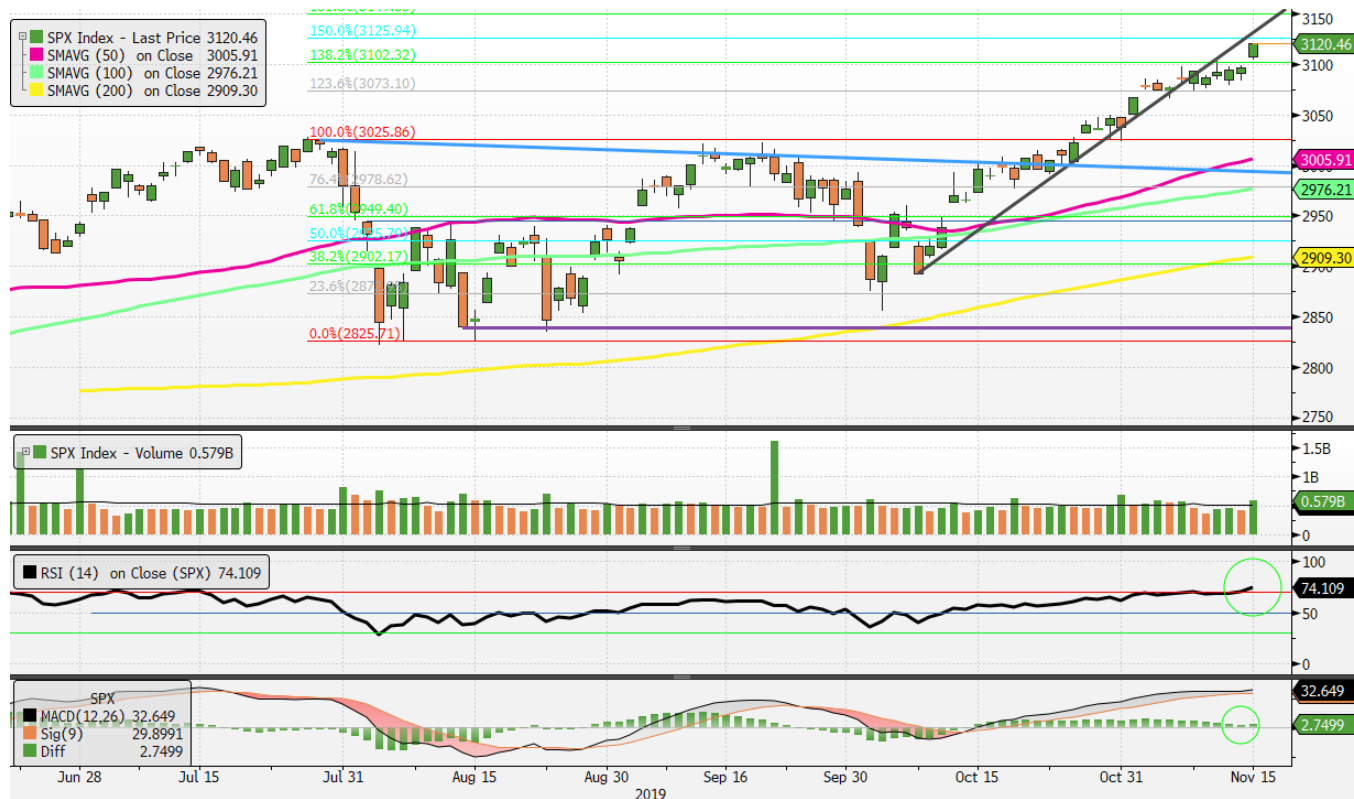 SPX Index - Last Price 3120.46
SMAVG (50) on Close 3005.91
SMAVG (100) on Close 2976.21
SMAVG (200) on Close 2909.30
150.0%(3125.94)
138.2%(3102.32)
123.6%(3073.10)
100.0%(3025.86)
76.4%(2978.62)
61.8%(2949.40)
38.2%(2902.17)
0.0%(2825.71)
3150
3120.46
3100
3050
3005.91
2976.21
2950
2909.30
2850
2800
2750
SPX Index - Volume 0.579B
1.5B
1B
0.579B
0
RSI (14) on Close (SPX) 74.109
100
74.109
50
0
SPX
MACD(12,26) 32.649
Sig(9) 29.8991
Diff 2.7499
32.649
2.7499
Jun 28
Jul 15
Jul 31
Aug 15
Aug 30
Sep 16
Sep 30
Oct 15
Oct 31
Nov 15
2019